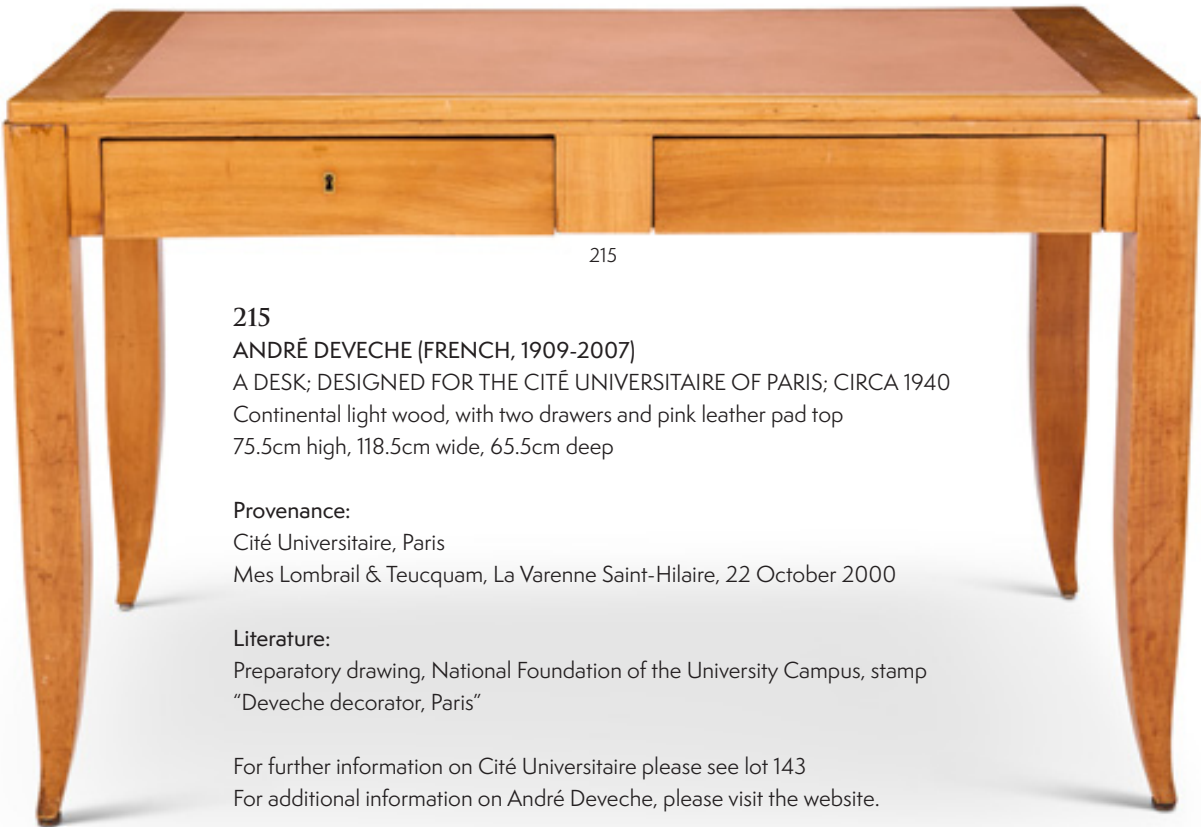 215
215
ANDRÉ DEVECHE (FRENCH, 1909-2007)
A DESK; DESIGNED FOR THE CITÉ UNIVERSITAIRE OF PARIS; CIRCA 1940
Continental light wood, with two drawers and pink leather pad top
75.5cm high, 118.5cm wide, 65.5cm deep
Provenance:
Cité Universitaire, Paris
Mes Lombrail & Teucquam, La Varenne Saint-Hilaire, 22 October 2000
Literature:
Preparatory drawing, National Foundation of the University Campus, stamp
“Deveche decorator, Paris”
For further information on Cité Universitaire please see lot 143
For additional information on André Deveche, please visit the website.